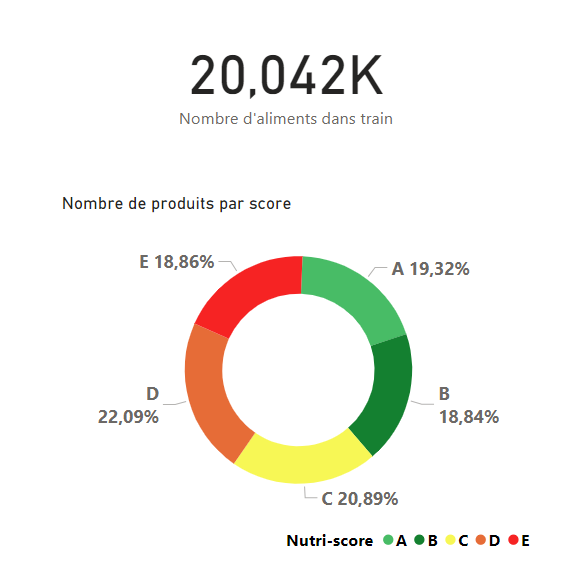 20,042K
Nombre d'aliments dans train
Nombre de produits par score
E 18,86%
A 19,32%
D
22,09%
B
18,84%
C 20,89%
Nutri-score A B C D E